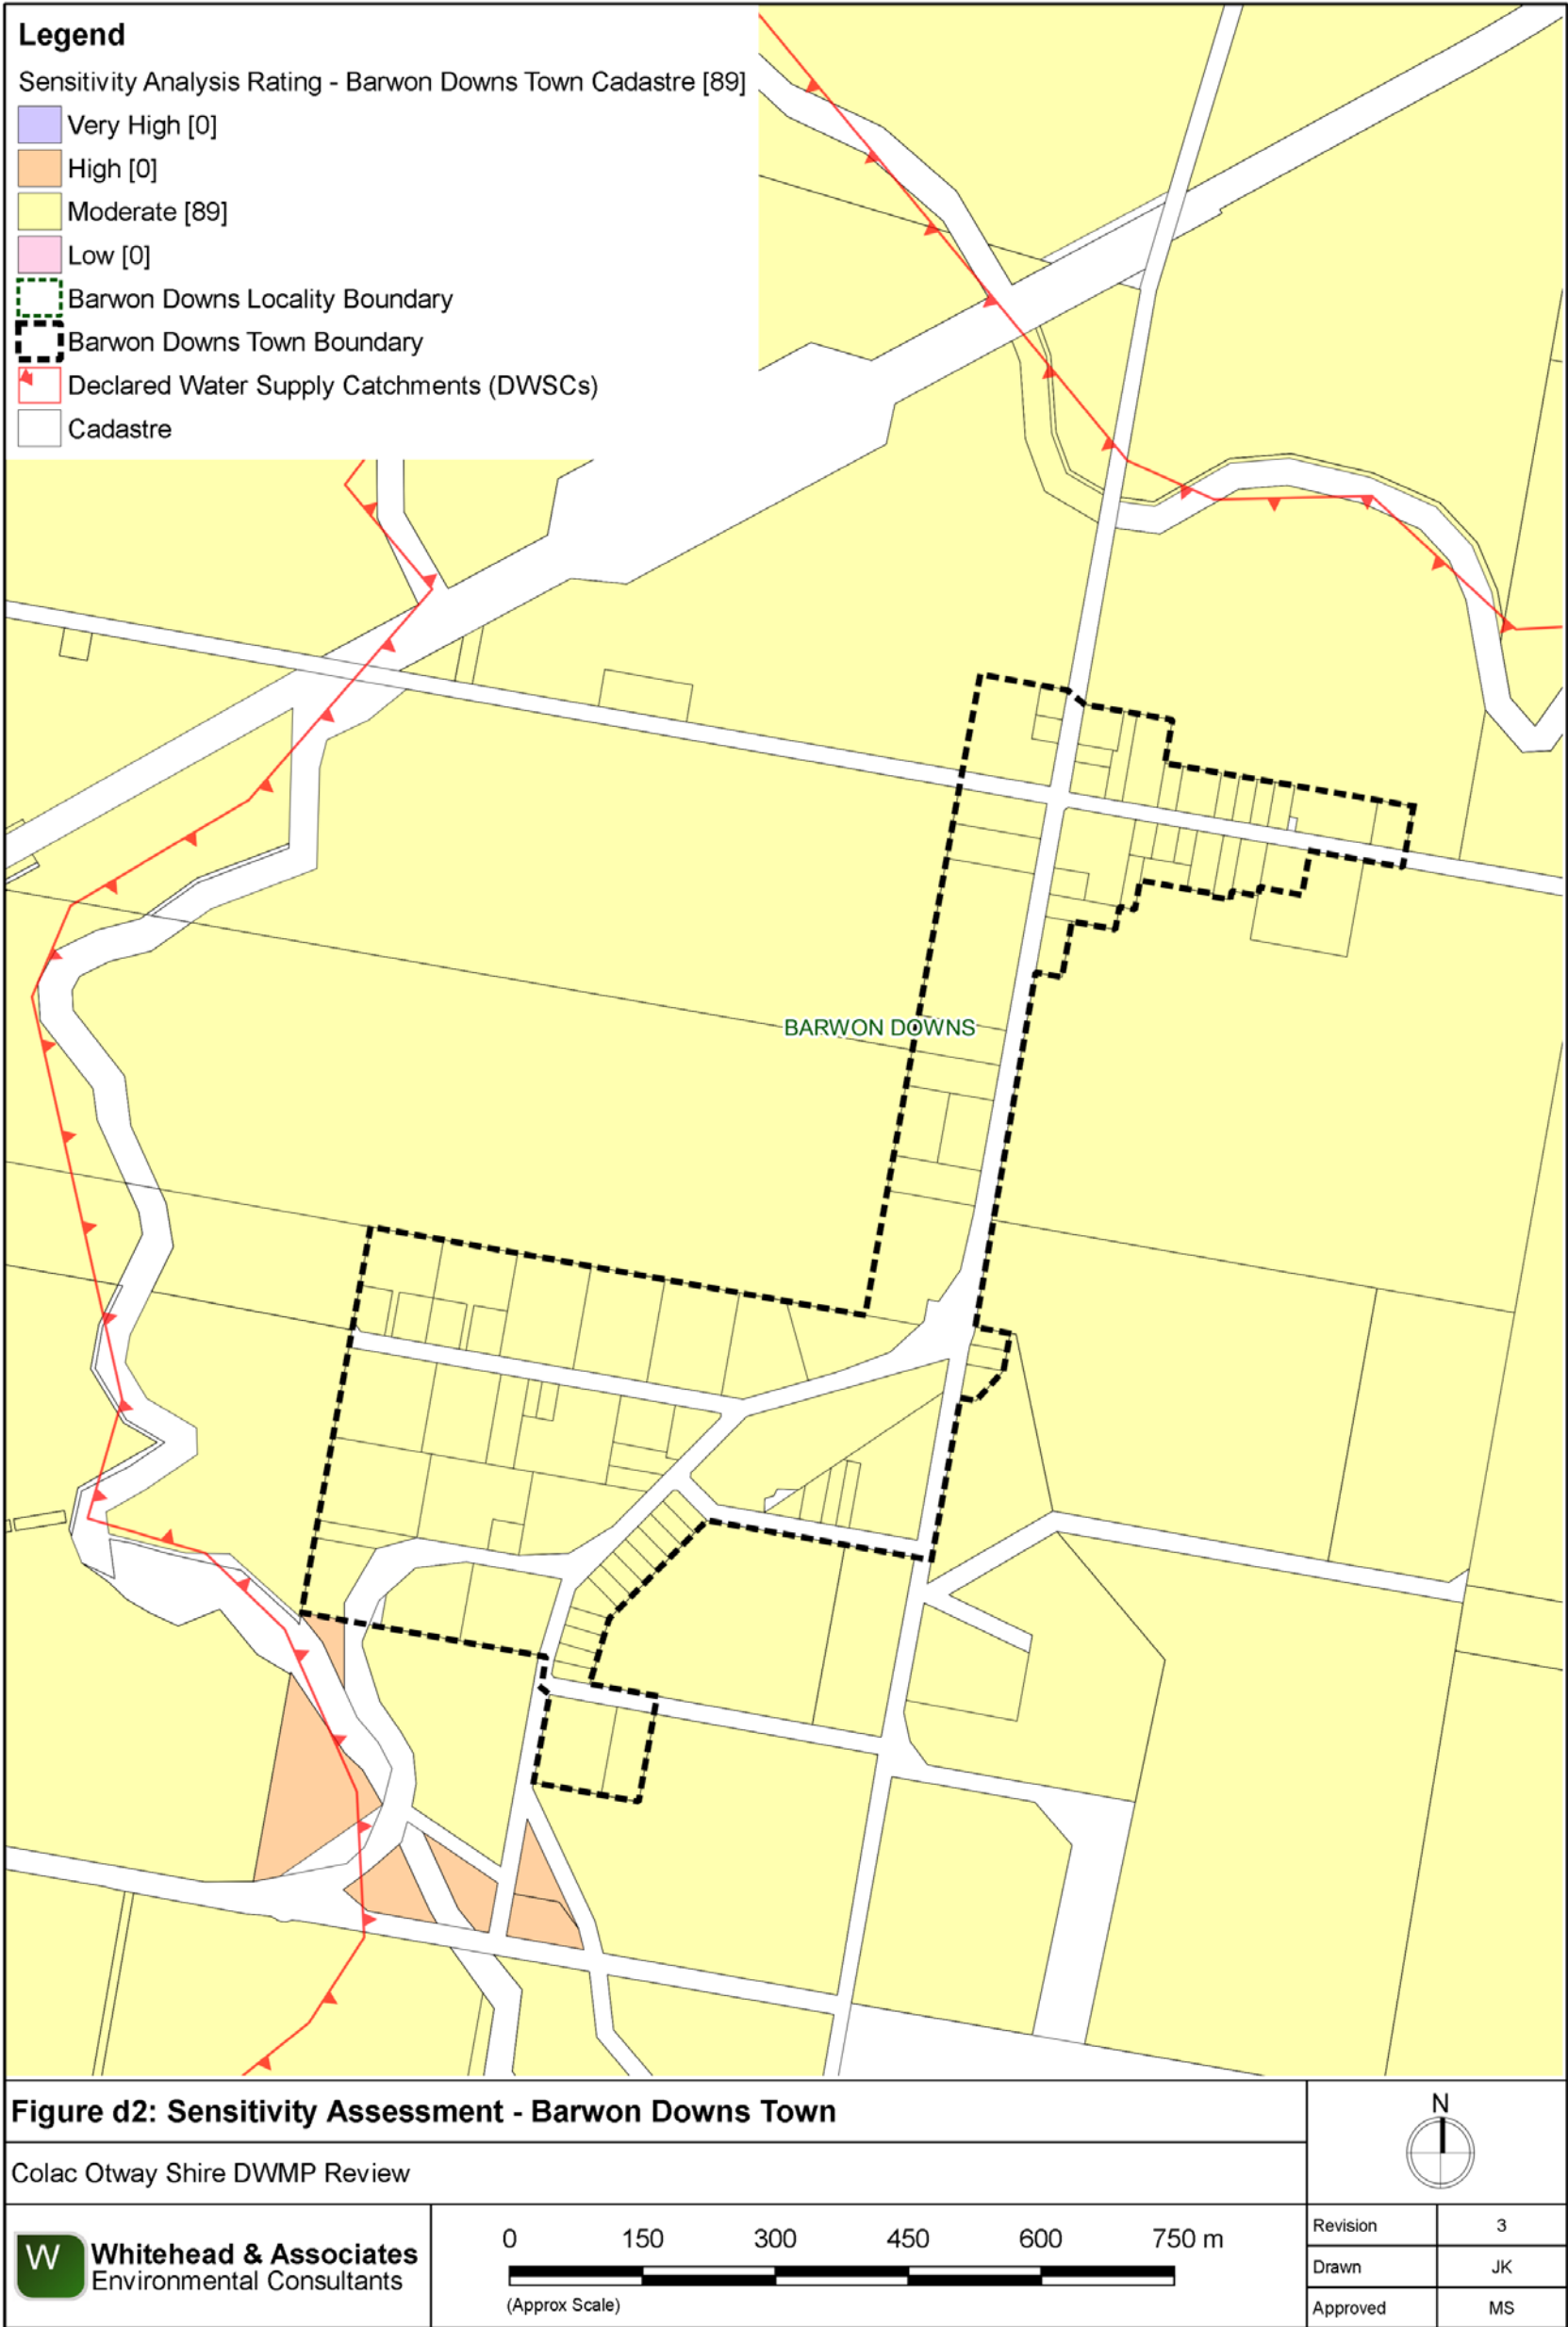 Legend
Sensitivity Analysis Rating - Barwon Downs Town Cadastre [89]
Very High [0]
High [0]
Moderate [89]
Low [0]
Barwon Downs Locality Boundary
Barwon Downs Town Boundary
Declared Water Supply Catchments (DWSCs)
Cadastre
BARWON DOWNS
Figure d2: Sensitivity Assessment - Barwon Downs Town
N
Colac Otway Shire DWMP Review
W
Whitehead & Associates
Environmental Consultants
0 150 300 450 600 750 m
(Approx Scale)
Revision 3
Drawn JK
Approved MS